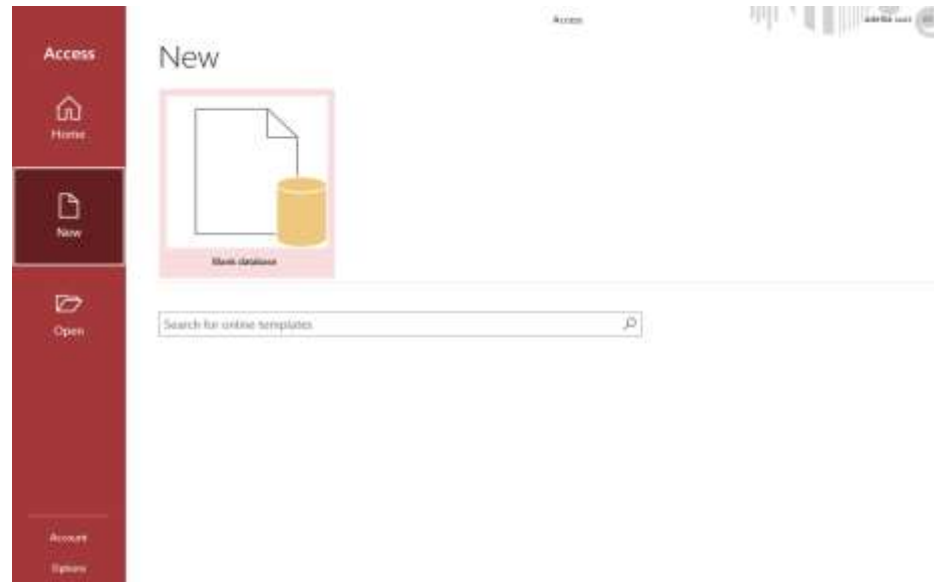 Access
Access
New
Home
New
Blank database
Open
Search for online templates
Account
Options